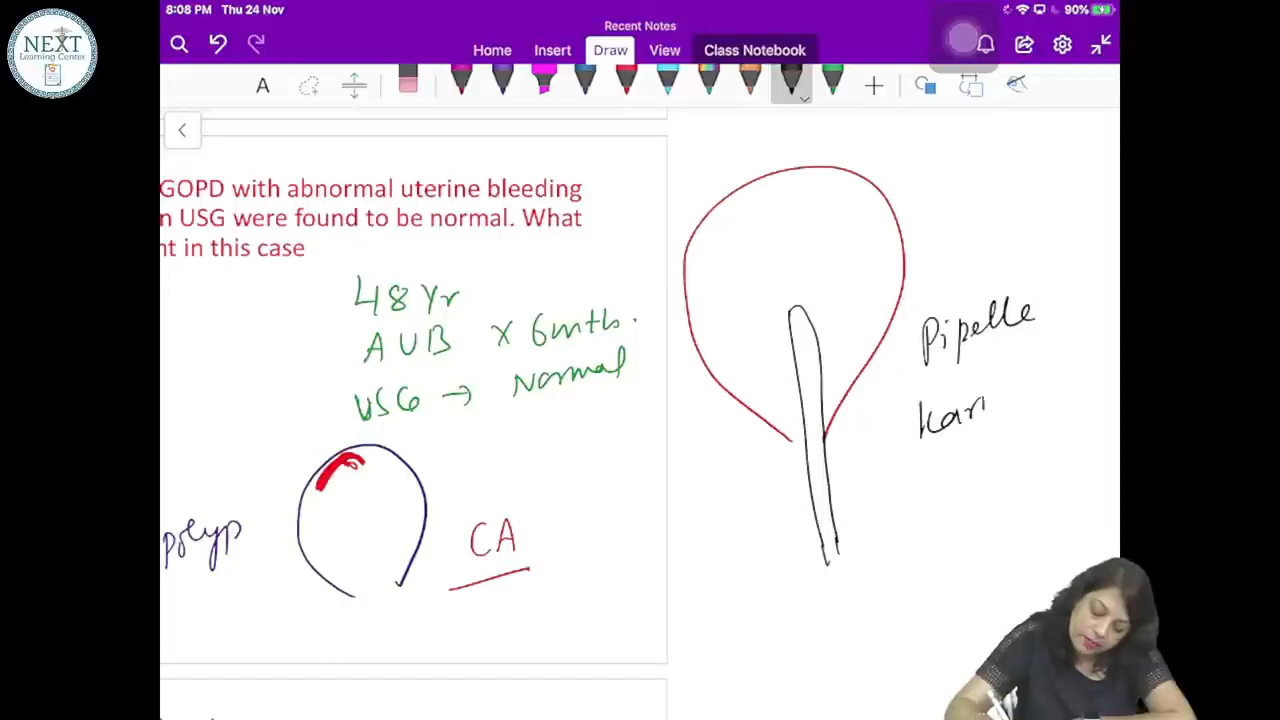 8:08 PM Thu 24 Nov
90%
Recent Notes
NEXT
Learning Center
Home Insert Draw View Class Notebook
A
GOPD with abnormal uterine bleeding
n USG were found to be normal. What
nt in this case
48 Yr
AUB x 6mths.
USG → Normal
polyp
CA
Pipelle
Kar